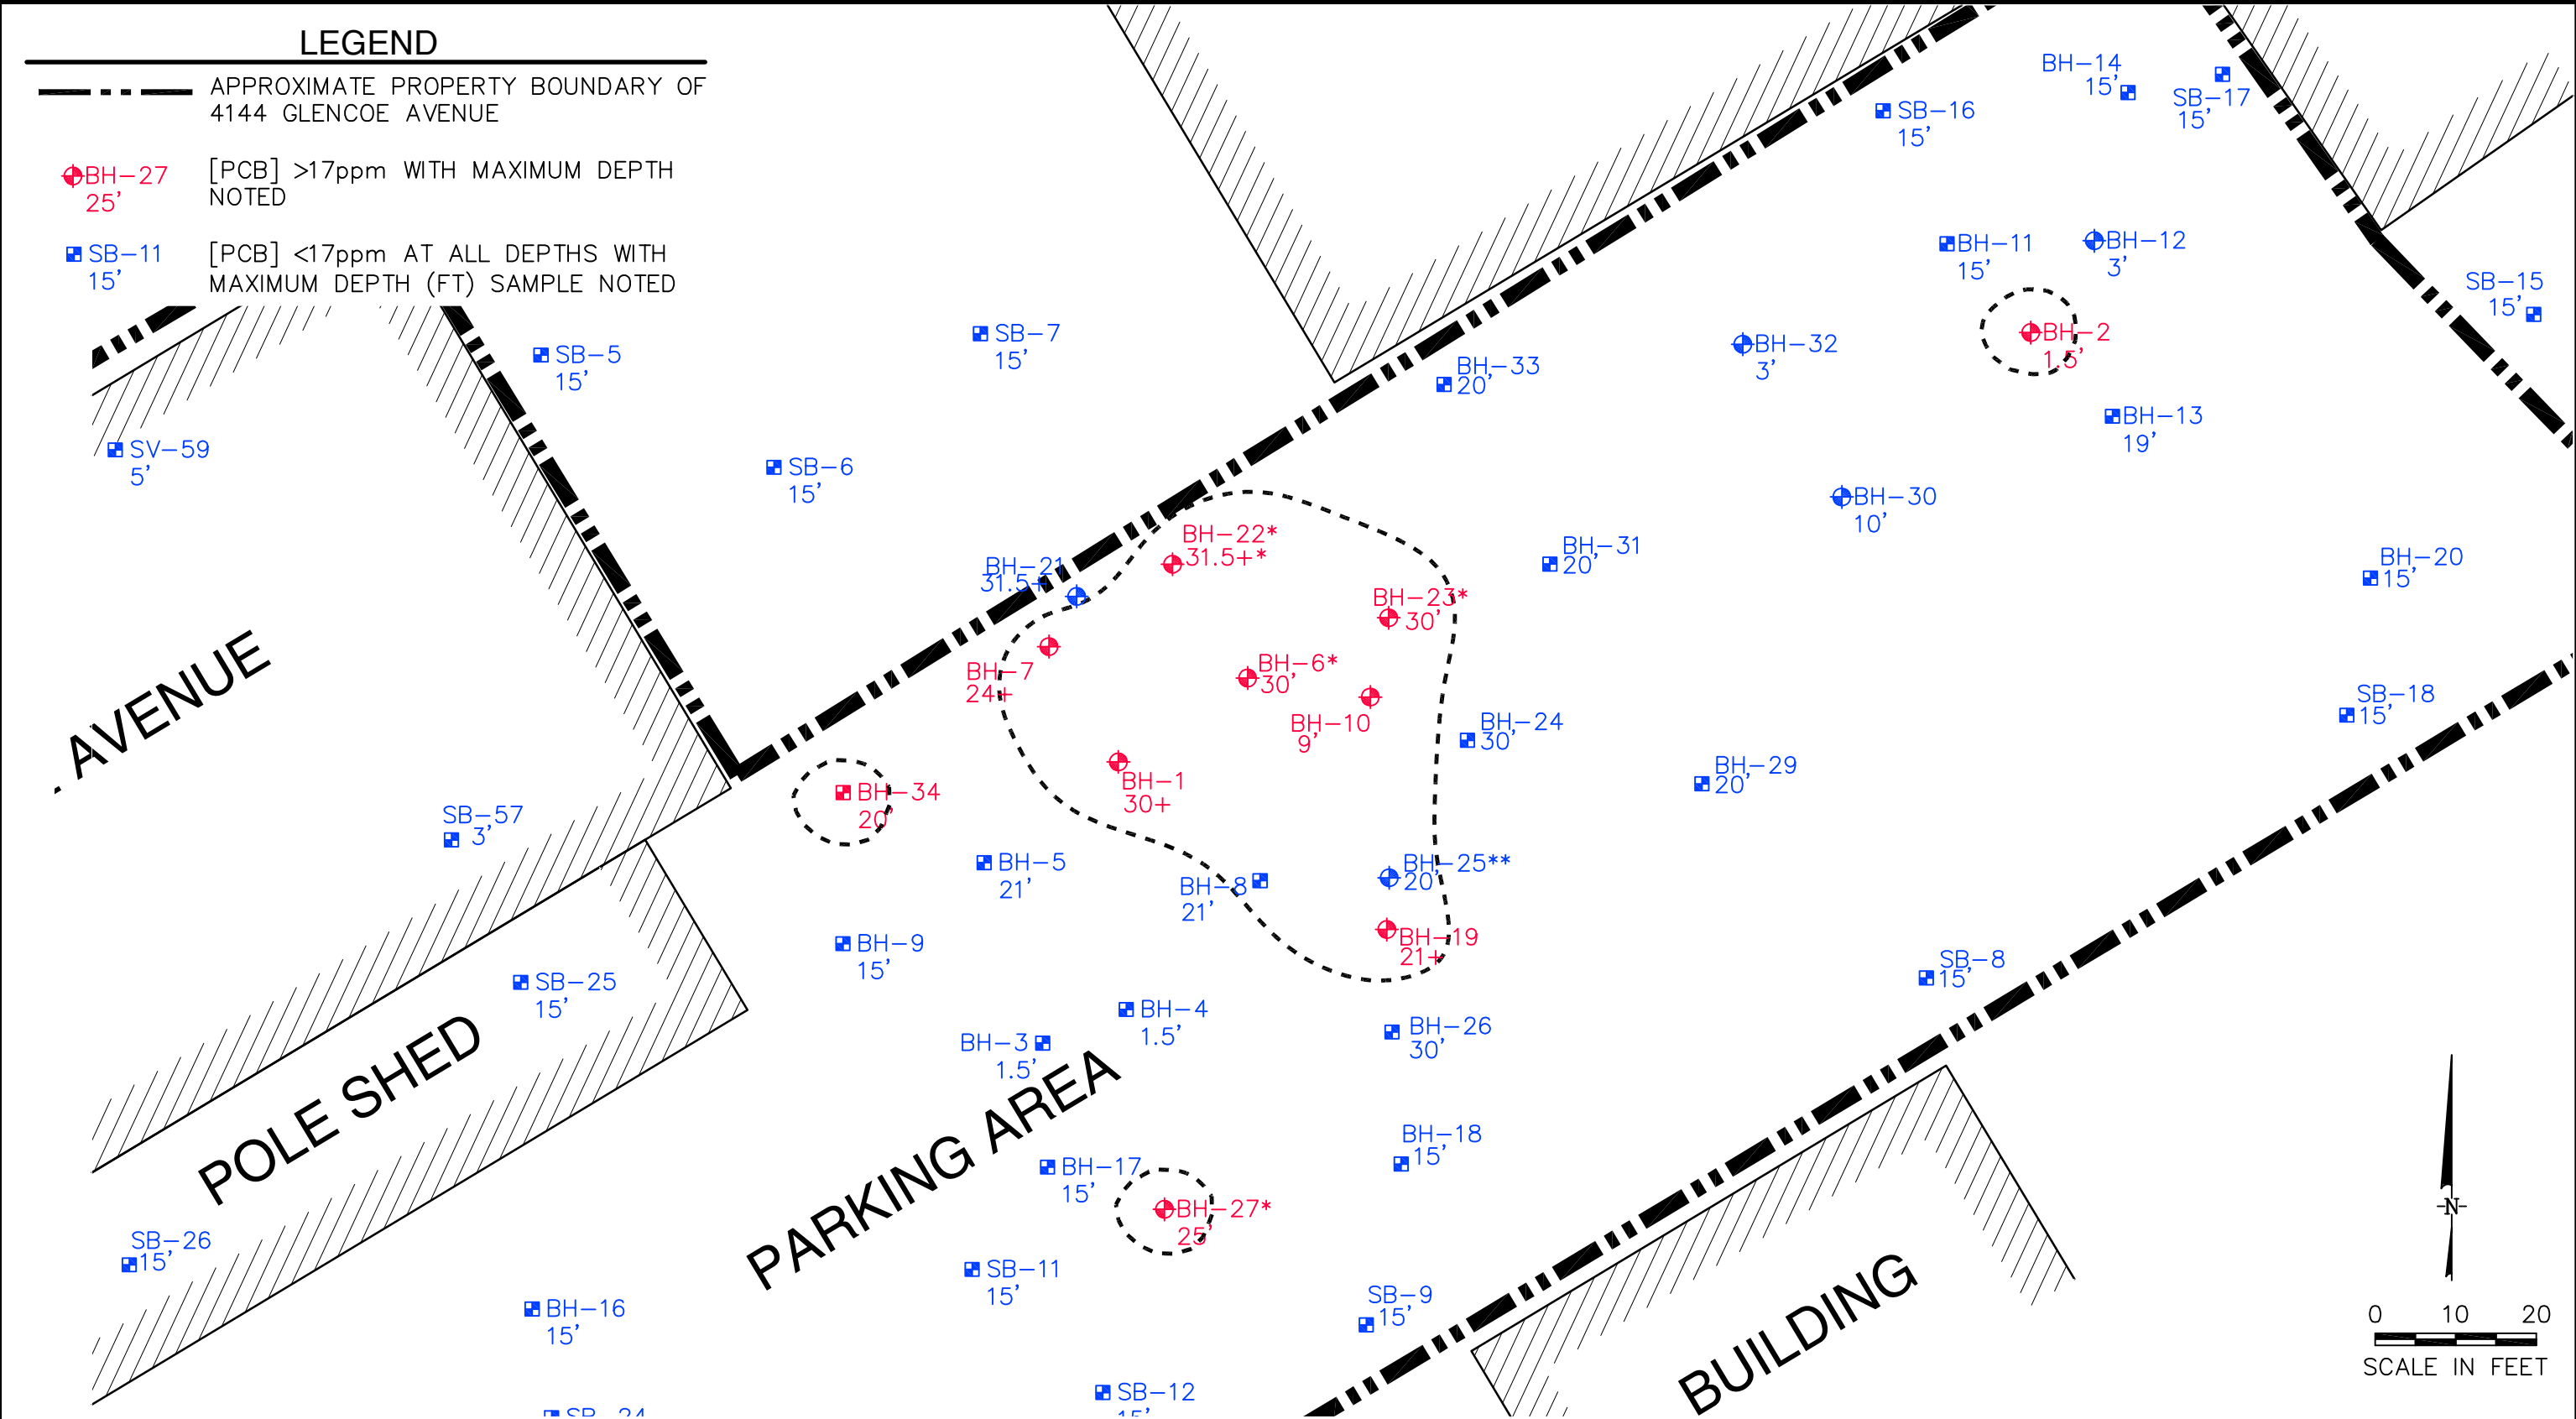 LEGEND
APPROXIMATE PROPERTY BOUNDARY OF
4144 GLENCOE AVENUE
BH-27
25'
[PCB] >17ppm WITH MAXIMUM DEPTH
NOTED
SB-11
15'
[PCB] <17ppm AT ALL DEPTHS WITH
MAXIMUM DEPTH (FT) SAMPLE NOTED
BH-14
15'
SB-17
15'
SB-16
15'
BH-11
15'
BH-12
3'
SB-15
15'
BH-2
1.5'
SB-5
15'
SB-7
15'
BH-33
20'
BH-32
3'
BH-13
19'
SV-59
5'
SB-6
15'
BH-30
10'
BH-22*
31.5+*
BH-31
20'
BH-21
31.5+
BH-20
15'
BH-23*
30'
BH-7
24+
BH-6*
30'
BH-10
9'
BH-24
30'
SB-18
15'
AVENUE
BH-1
30+
BH-29
20'
BH-34
20'
SB-57
3'
BH-5
21'
BH-8
21'
BH-25**
20'
BH-9
15'
BH-19
21+
SB-8
15'
SB-25
15'
BH-4
1.5'
BH-3
1.5'
BH-26
30'
POLE SHED
PARKING AREA
BH-18
15'
BH-17
15'
BH-27*
25'
-N-
SB-26
15'
SB-11
15'
BH-16
15'
SB-9
15'
BUILDING
0 10 20
SCALE IN FEET
SB-12
15'
SB-24